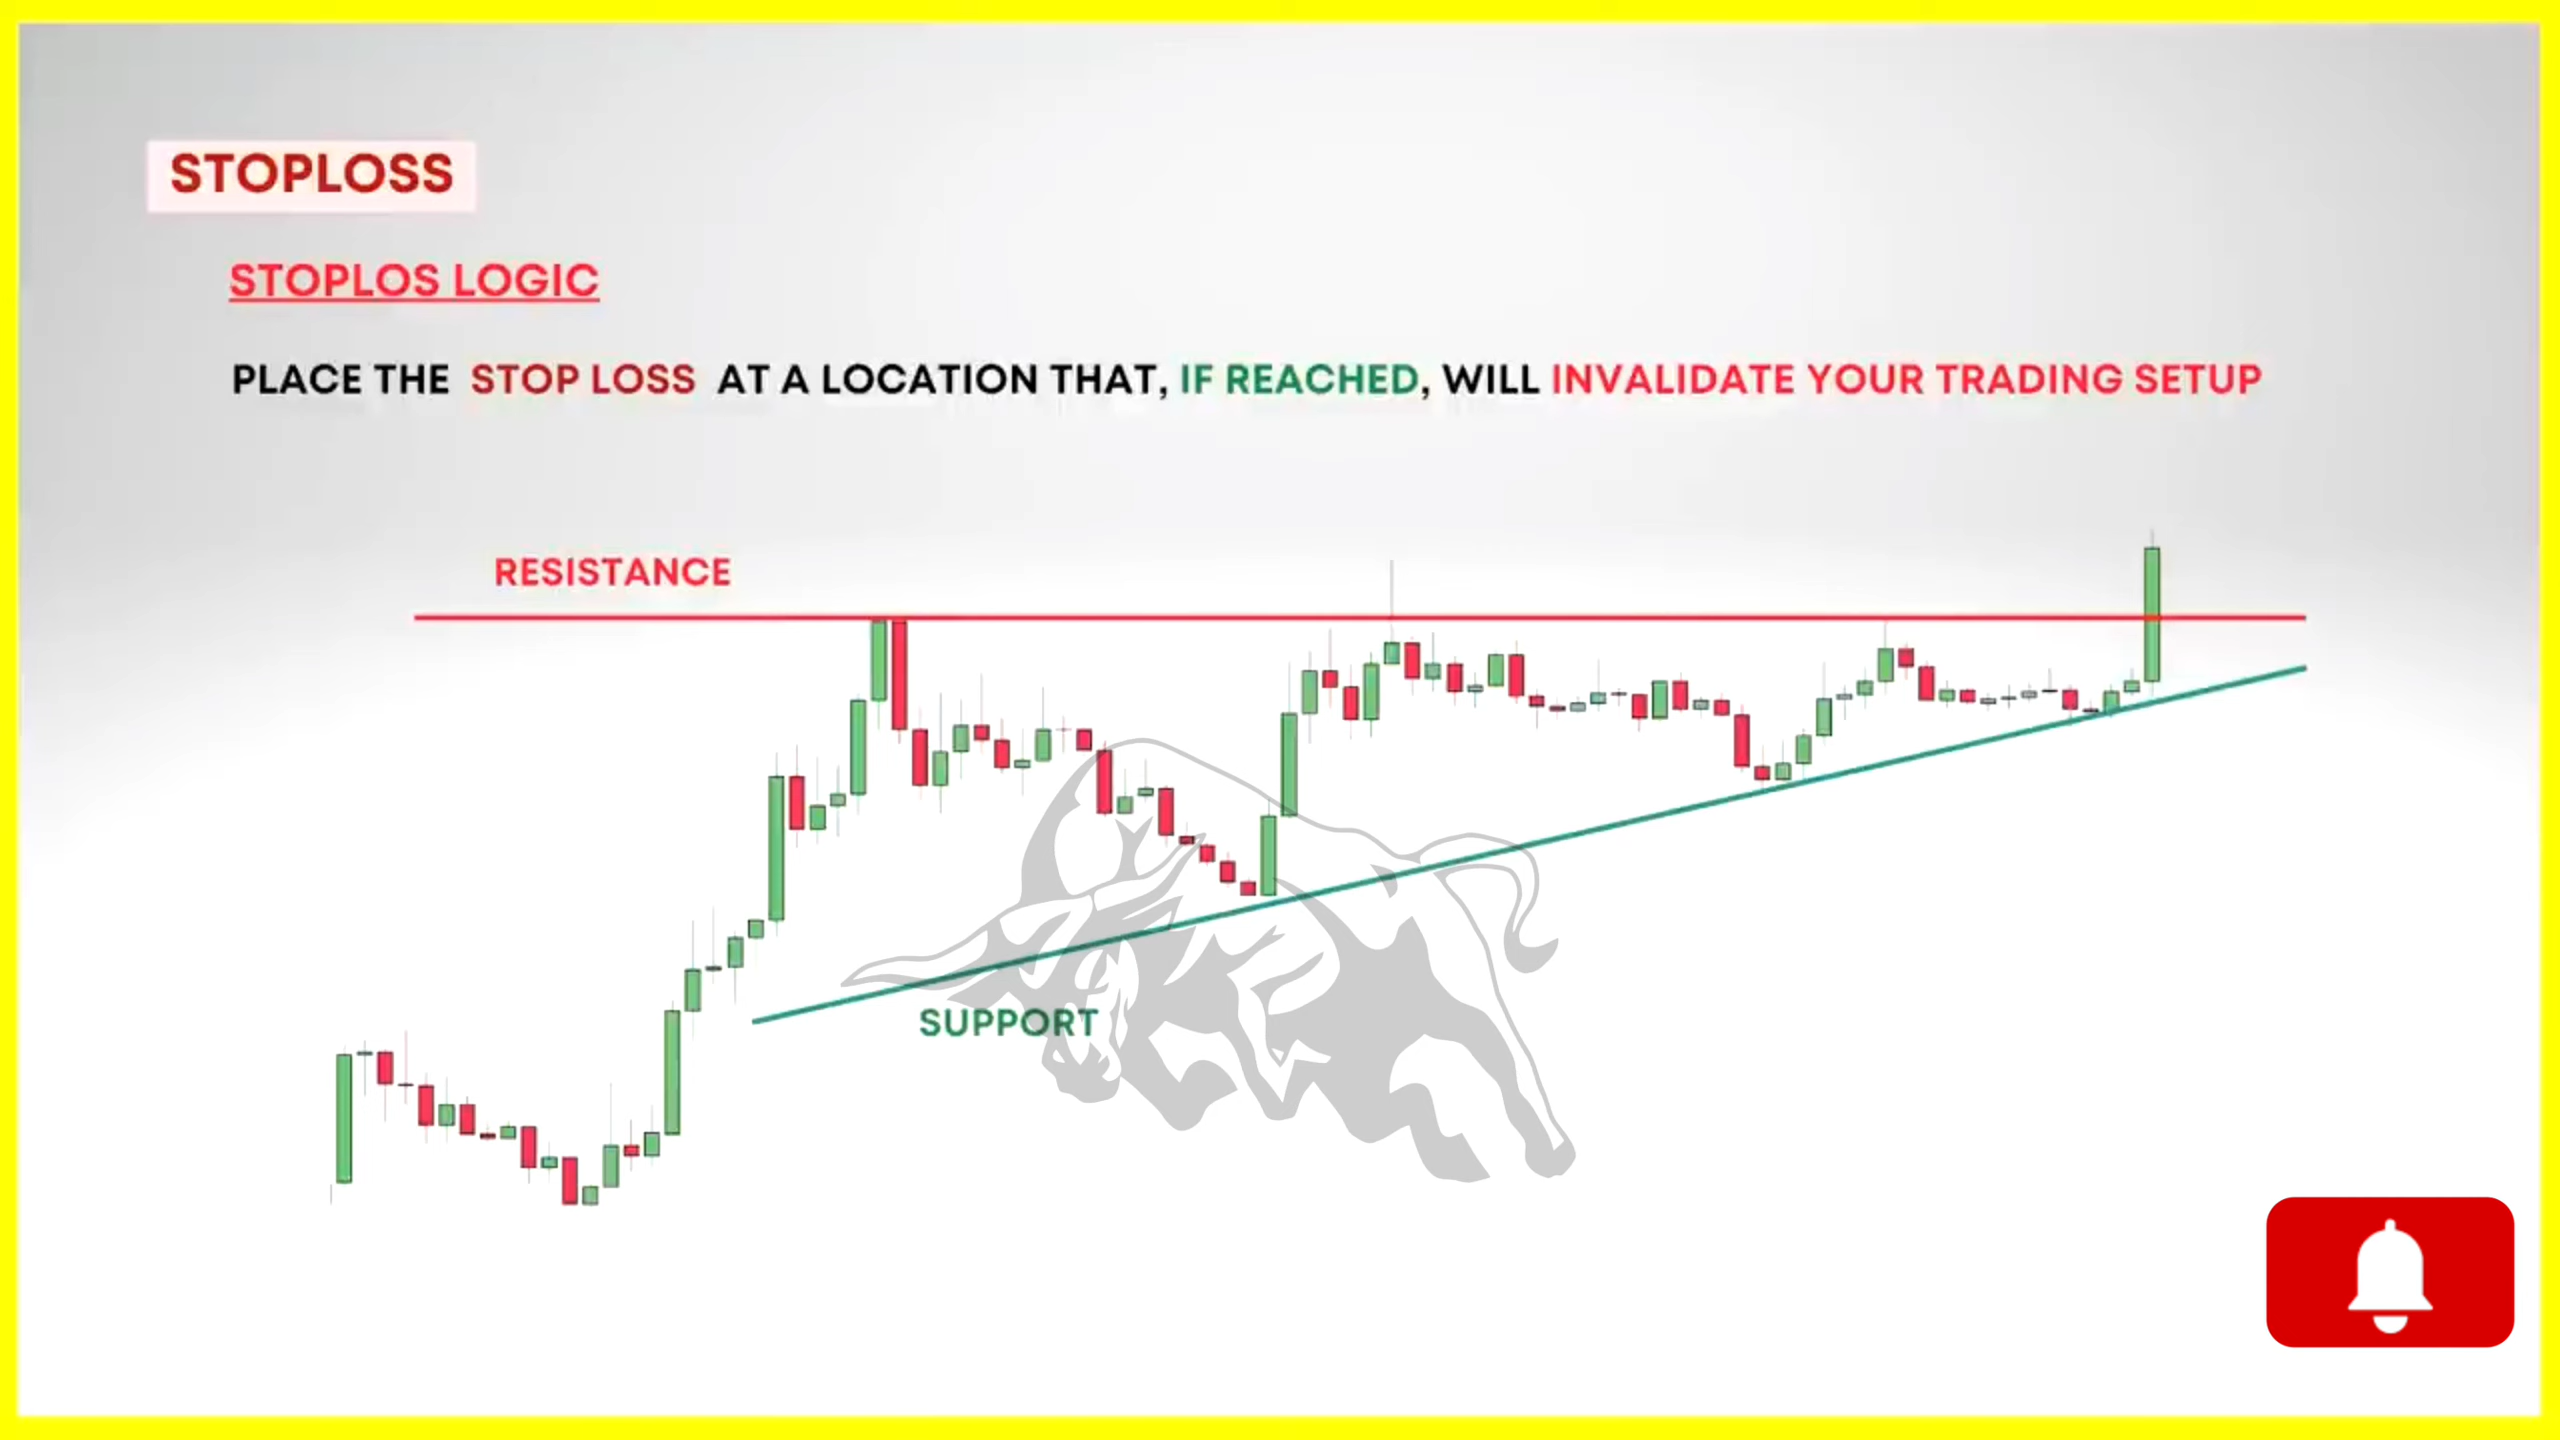 STOPLOSS
STOPLOS LOGIC
PLACE THE STOP LOSS AT A LOCATION THAT, IF REACHED, WILL INVALIDATE YOUR TRADING SETUP
RESISTANCE
SUPPORT